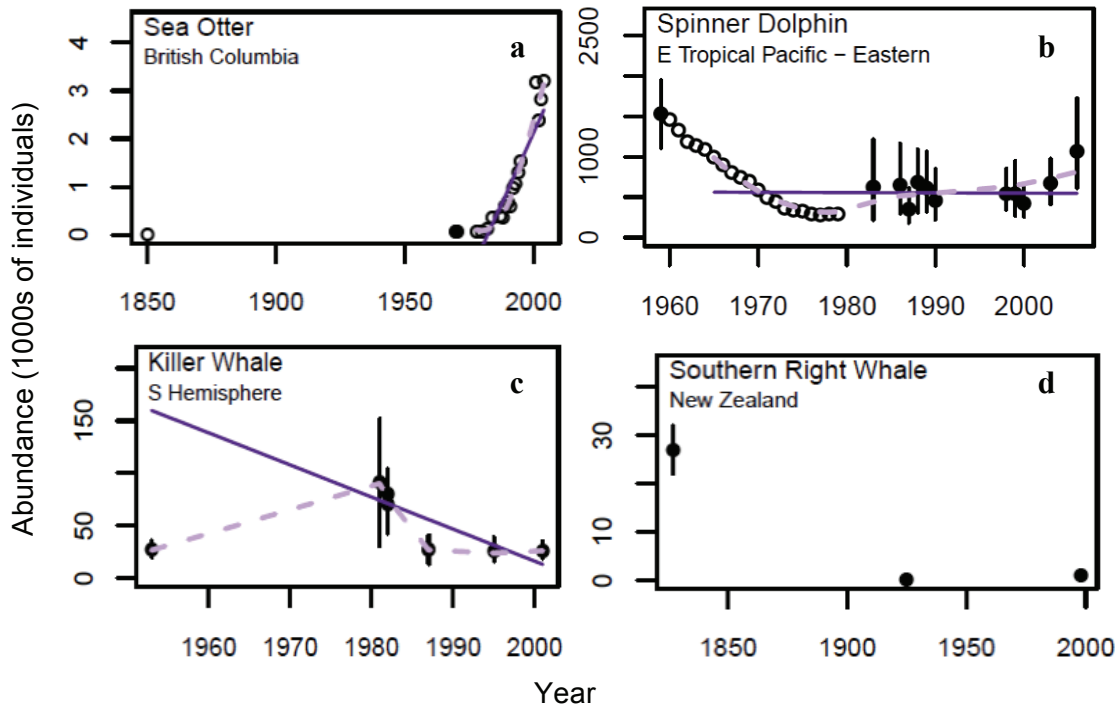 Abundance (1000s of individuals)
Sea Otter
British Columbia
a
4
3
2
1
0
1850 1900 1950 2000
Spinner Dolphin
E Tropical Pacific − Eastern
b
2500
1000
0
1960 1970 1980 1990 2000
Killer Whale
S Hemisphere
c
150
50
0
1960 1970 1980 1990 2000
Southern Right Whale
New Zealand
d
30
10
0
1850 1900 1950 2000
Year